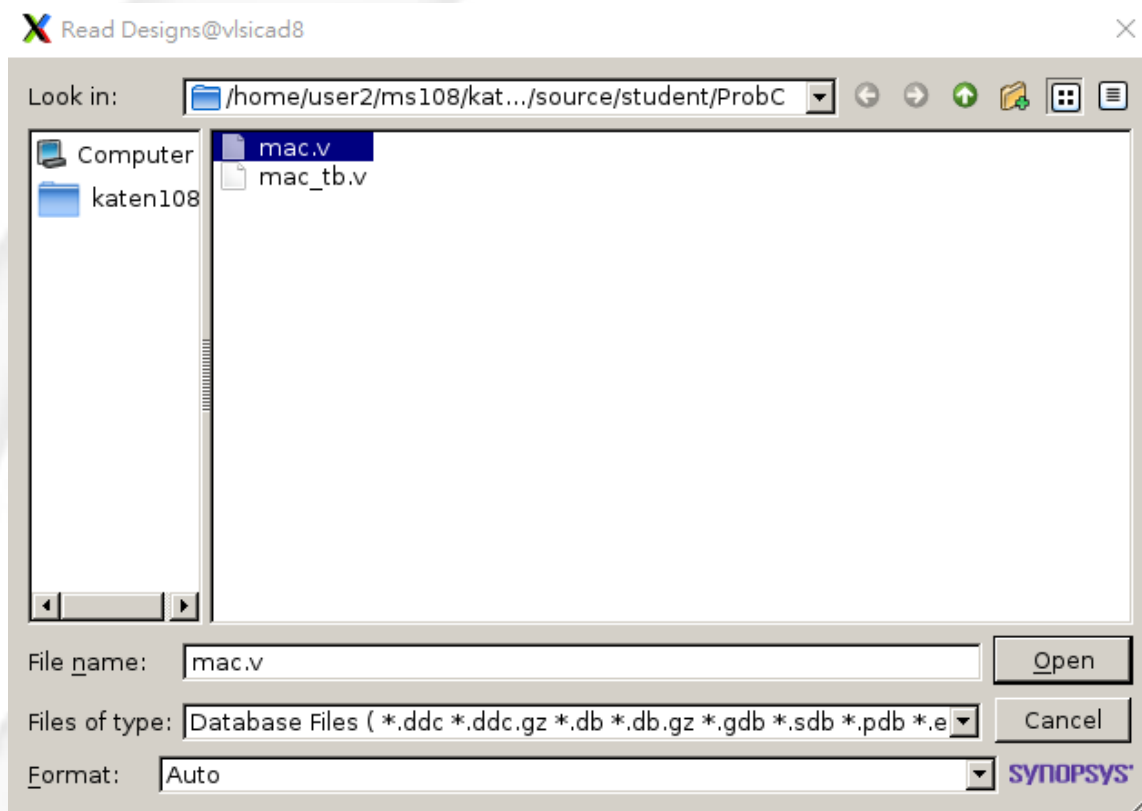 Read Designs@vlsicad8
Look in: /home/user2/ms108/kat.../source/student/ProbC
Computer
katen108
mac.v
mac_tb.v
File name: mac.v Open
Files of type: Database Files ( *.ddc *.ddc.gz *.db *.db.gz *.gdb *.sdb *.pdb *.e Cancel
Format: Auto SYNOPSYS